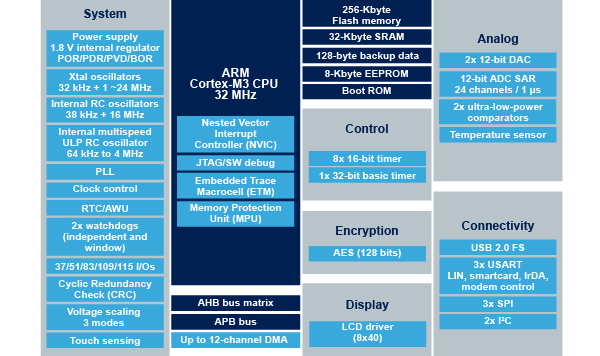 System
Power supply
1.8 V internal regulator
POR/PDR/PVD/BOR
Xtal oscillators
32 kHz + 1 ~24 MHz
Internal RC oscillators
38 kHz + 16 MHz
Internal multispeed
ULP RC oscillator
64 kHz to 4 MHz
PLL
Clock control
RTC/AWU
2x watchdogs
(independent and
window)
37/51/83/109/115 I/Os
Cyclic Redundancy
Check (CRC)
Voltage scaling
3 modes
Touch sensing
ARM
Cortex-M3 CPU
32 MHz
Nested Vector
Interrupt
Controller (NVIC)
JTAG/SW debug
Embedded Trace
Macrocell (ETM)
Memory Protection
Unit (MPU)
AHB bus matrix
APB bus
Up to 12-channel DMA
256-Kbyte
Flash memory
32-Kbyte SRAM
128-byte backup data
8-Kbyte EEPROM
Boot ROM
Control
8x 16-bit timer
1x 32-bit basic timer
Encryption
AES (128 bits)
Display
LCD driver
(8x40)
Analog
2x 12-bit DAC
12-bit ADC SAR
24 channels / 1 µs
2x ultra-low-power
comparators
Temperature sensor
Connectivity
USB 2.0 FS
3x USART
LIN, smartcard, IrDA,
modem control
3x SPI
2x I²C